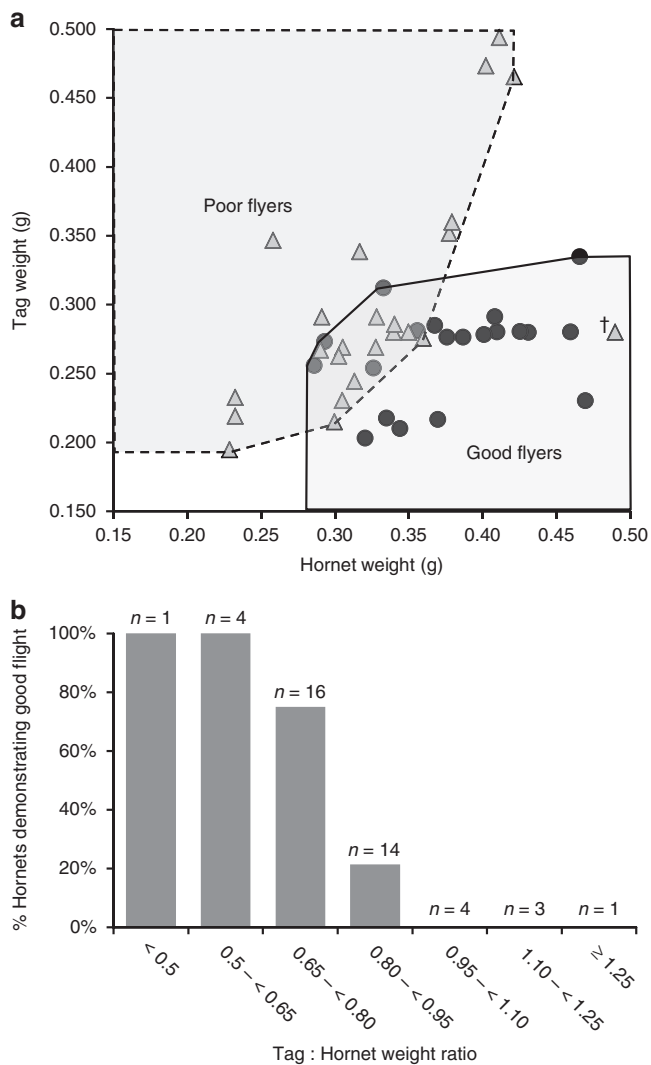 a
0.500
0.450
0.400
0.350
0.300
0.250
0.200
0.150
Tag weight (g)
Poor flyers
†
Good flyers
0.15 0.20 0.25 0.30 0.35 0.40 0.45 0.50
Hornet weight (g)
b
% Hornets demonstrating good flight
100%
80%
60%
40%
20%
0%
n = 1
n = 4
n = 16
n = 14
n = 4
n = 3
n = 1
< 0.5
0.5 – < 0.65
0.65 – < 0.80
0.80 – < 0.95
0.95 – < 1.10
1.10 – < 1.25
≥ 1.25
Tag : Hornet weight ratio